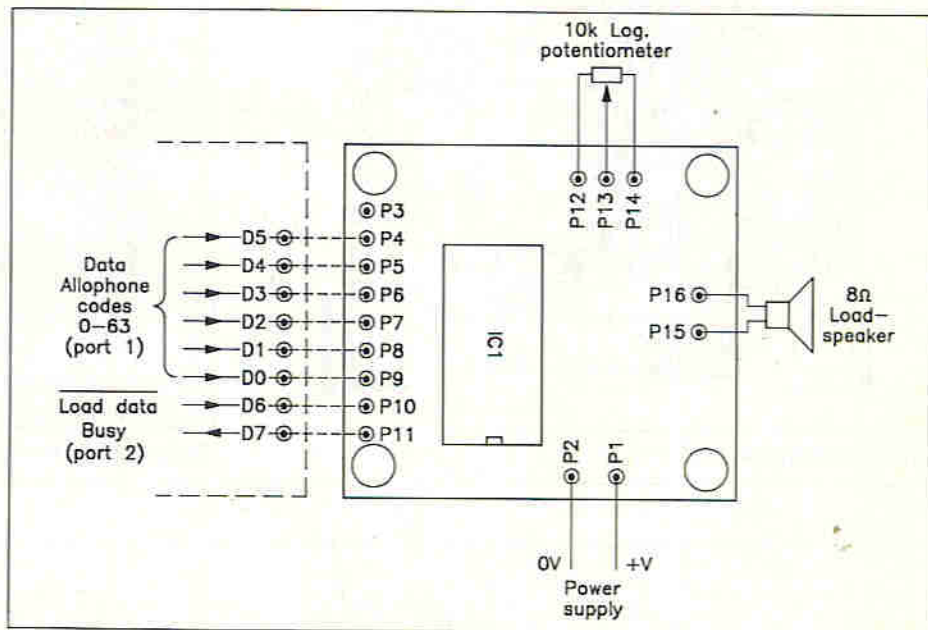 10k Log.
potentiometer
P12
P13
P14
P3
D5
P4
D4
P5
D3
P6
D2
P7
D1
P8
D0
P9
D6
P10
D7
P11
Data
Allophone
codes
0-63
(port 1)
Load data
Busy
(port 2)
IC1
P16
P15
8Ω
Load-
speaker
P2
P1
0V
+V
Power
supply